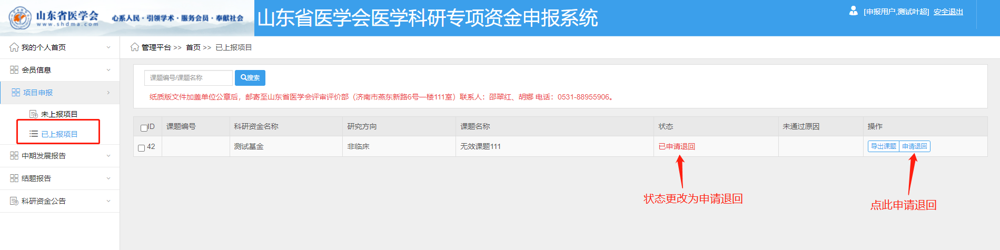 山东省医学会
www.shdma.com
心系人民·引领学术·服务会员·奉献社会
山东省医学会医学科研专项资金申报系统
[申报用户,测试叶超] 安全退出
我的个人首页
会员信息
项目申报
未上报项目
已上报项目
中期发展报告
结题报告
科研资金公告
管理平台 >> 首页 >> 已上报项目
课题编号/课题名称 搜索
纸质版文件加盖单位公章后，邮寄至山东省医学会评审评价部（济南市燕东新路6号一楼111室）联系人：邵翠红、胡娜 电话：0531-88955906。
ID 课题编号 科研资金名称 研究方向 课题名称 状态 未通过原因 操作
42 测试基金 非临床 无效课题111 已申请退回 导出课题 申请退回
状态更改为申请退回
点此申请退回